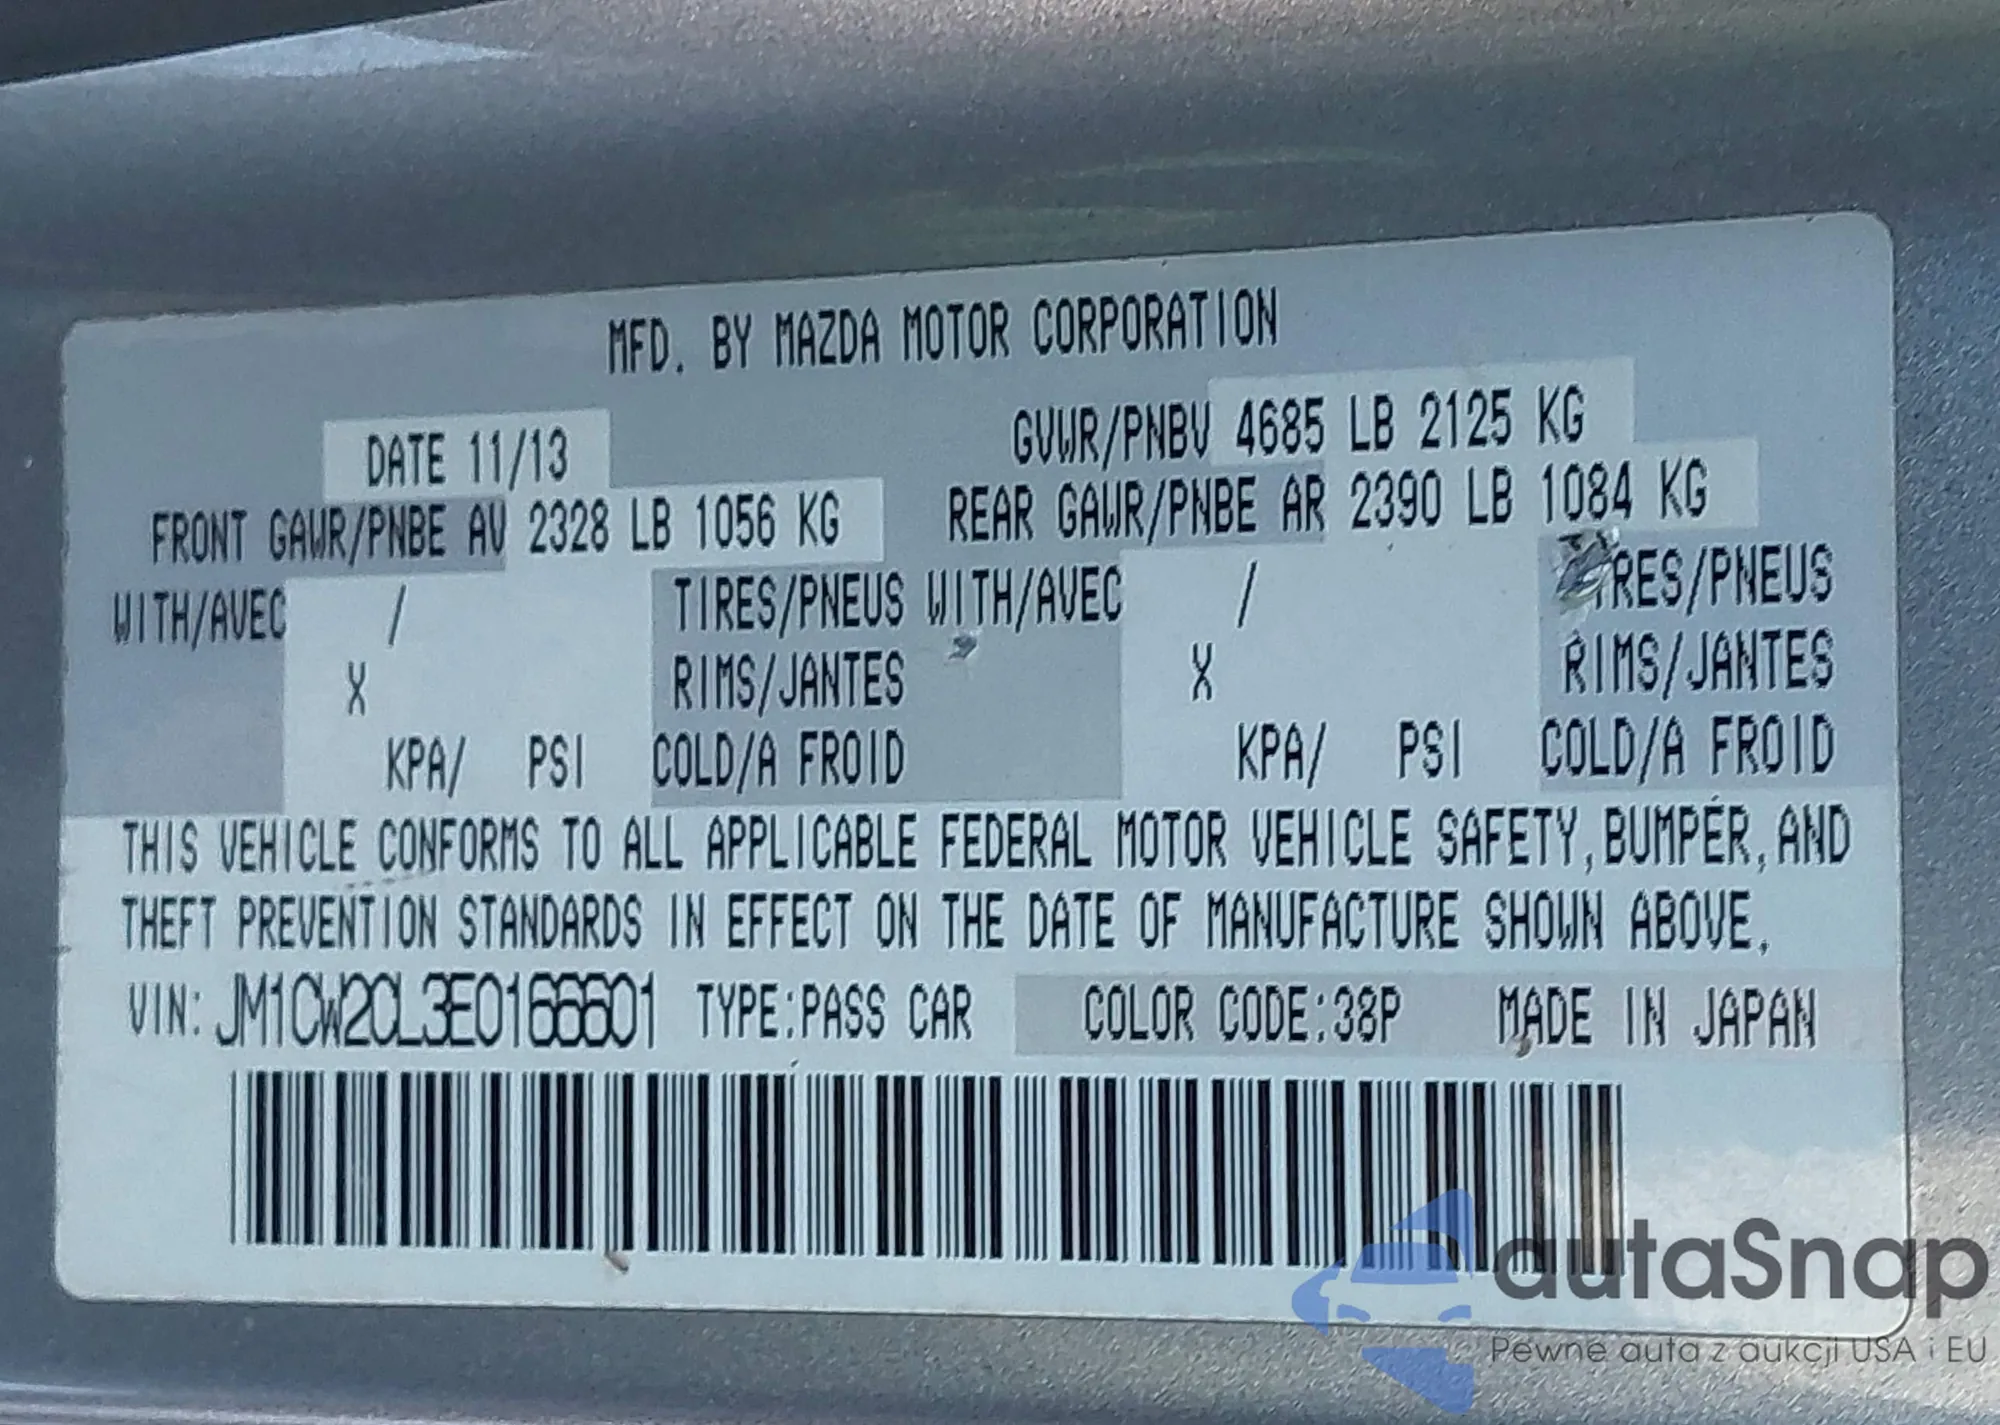 MFD. BY MAZDA MOTOR CORPORATION
DATE 11/13
GVWR/PNBV 4685 LB 2125 KG
FRONT GAWR/PNBE AV 2328 LB 1056 KG
REAR GAWR/PNBE AR 2390 LB 1084 KG
WITH/AVEC / TIRES/PNEUS WITH/AVEC / RES/PNEUS
X RIMS/JANTES X RIMS/JANTES
KPA/ PSI COLD/A FROID KPA/ PSI COLD/A FROID
THIS VEHICLE CONFORMS TO ALL APPLICABLE FEDERAL MOTOR VEHICLE SAFETY, BUMPER, AND
THEFT PREVENTION STANDARDS IN EFFECT ON THE DATE OF MANUFACTURE SHOWN ABOVE.
VIN: JM1CW2CL3E0166601 TYPE:PASS CAR COLOR CODE:38P MADE IN JAPAN
autaSnap
Pewne auta z aukcji USA i EU